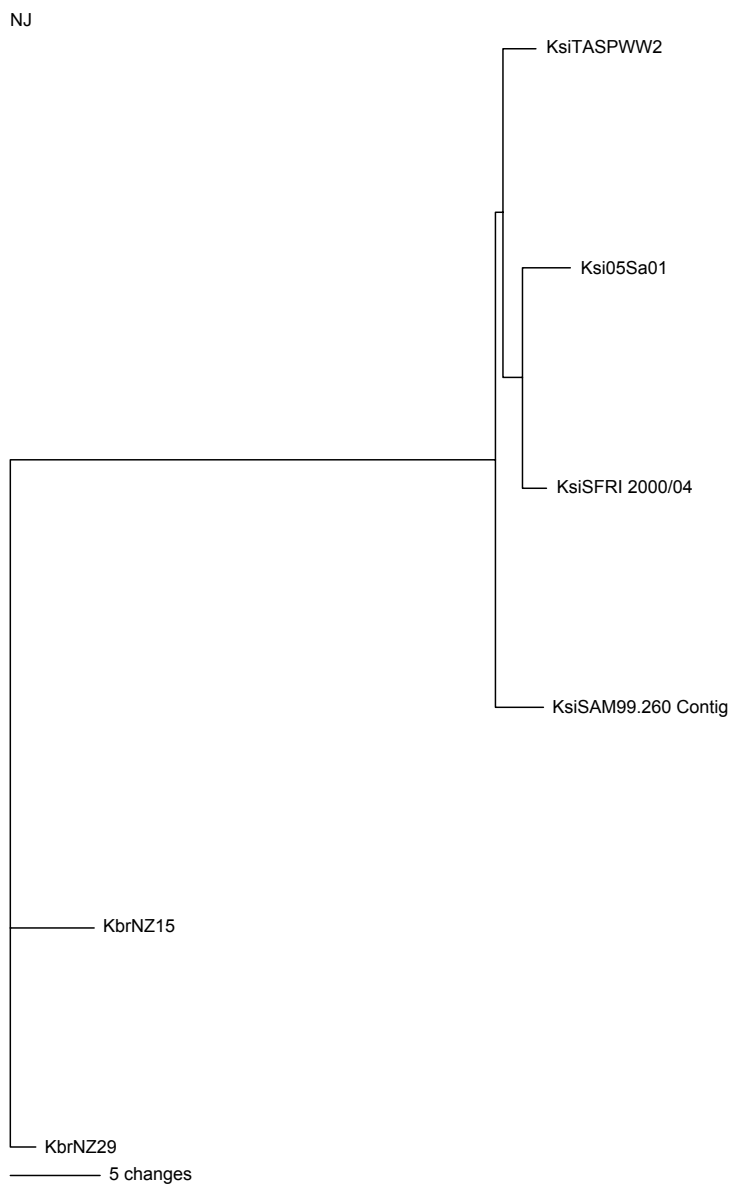 NJ
KsiTASPWW2
Ksi05Sa01
KsiSFRI 2000/04
KsiSAM99.260 Contig
KbrNZ15
KbrNZ29
5 changes